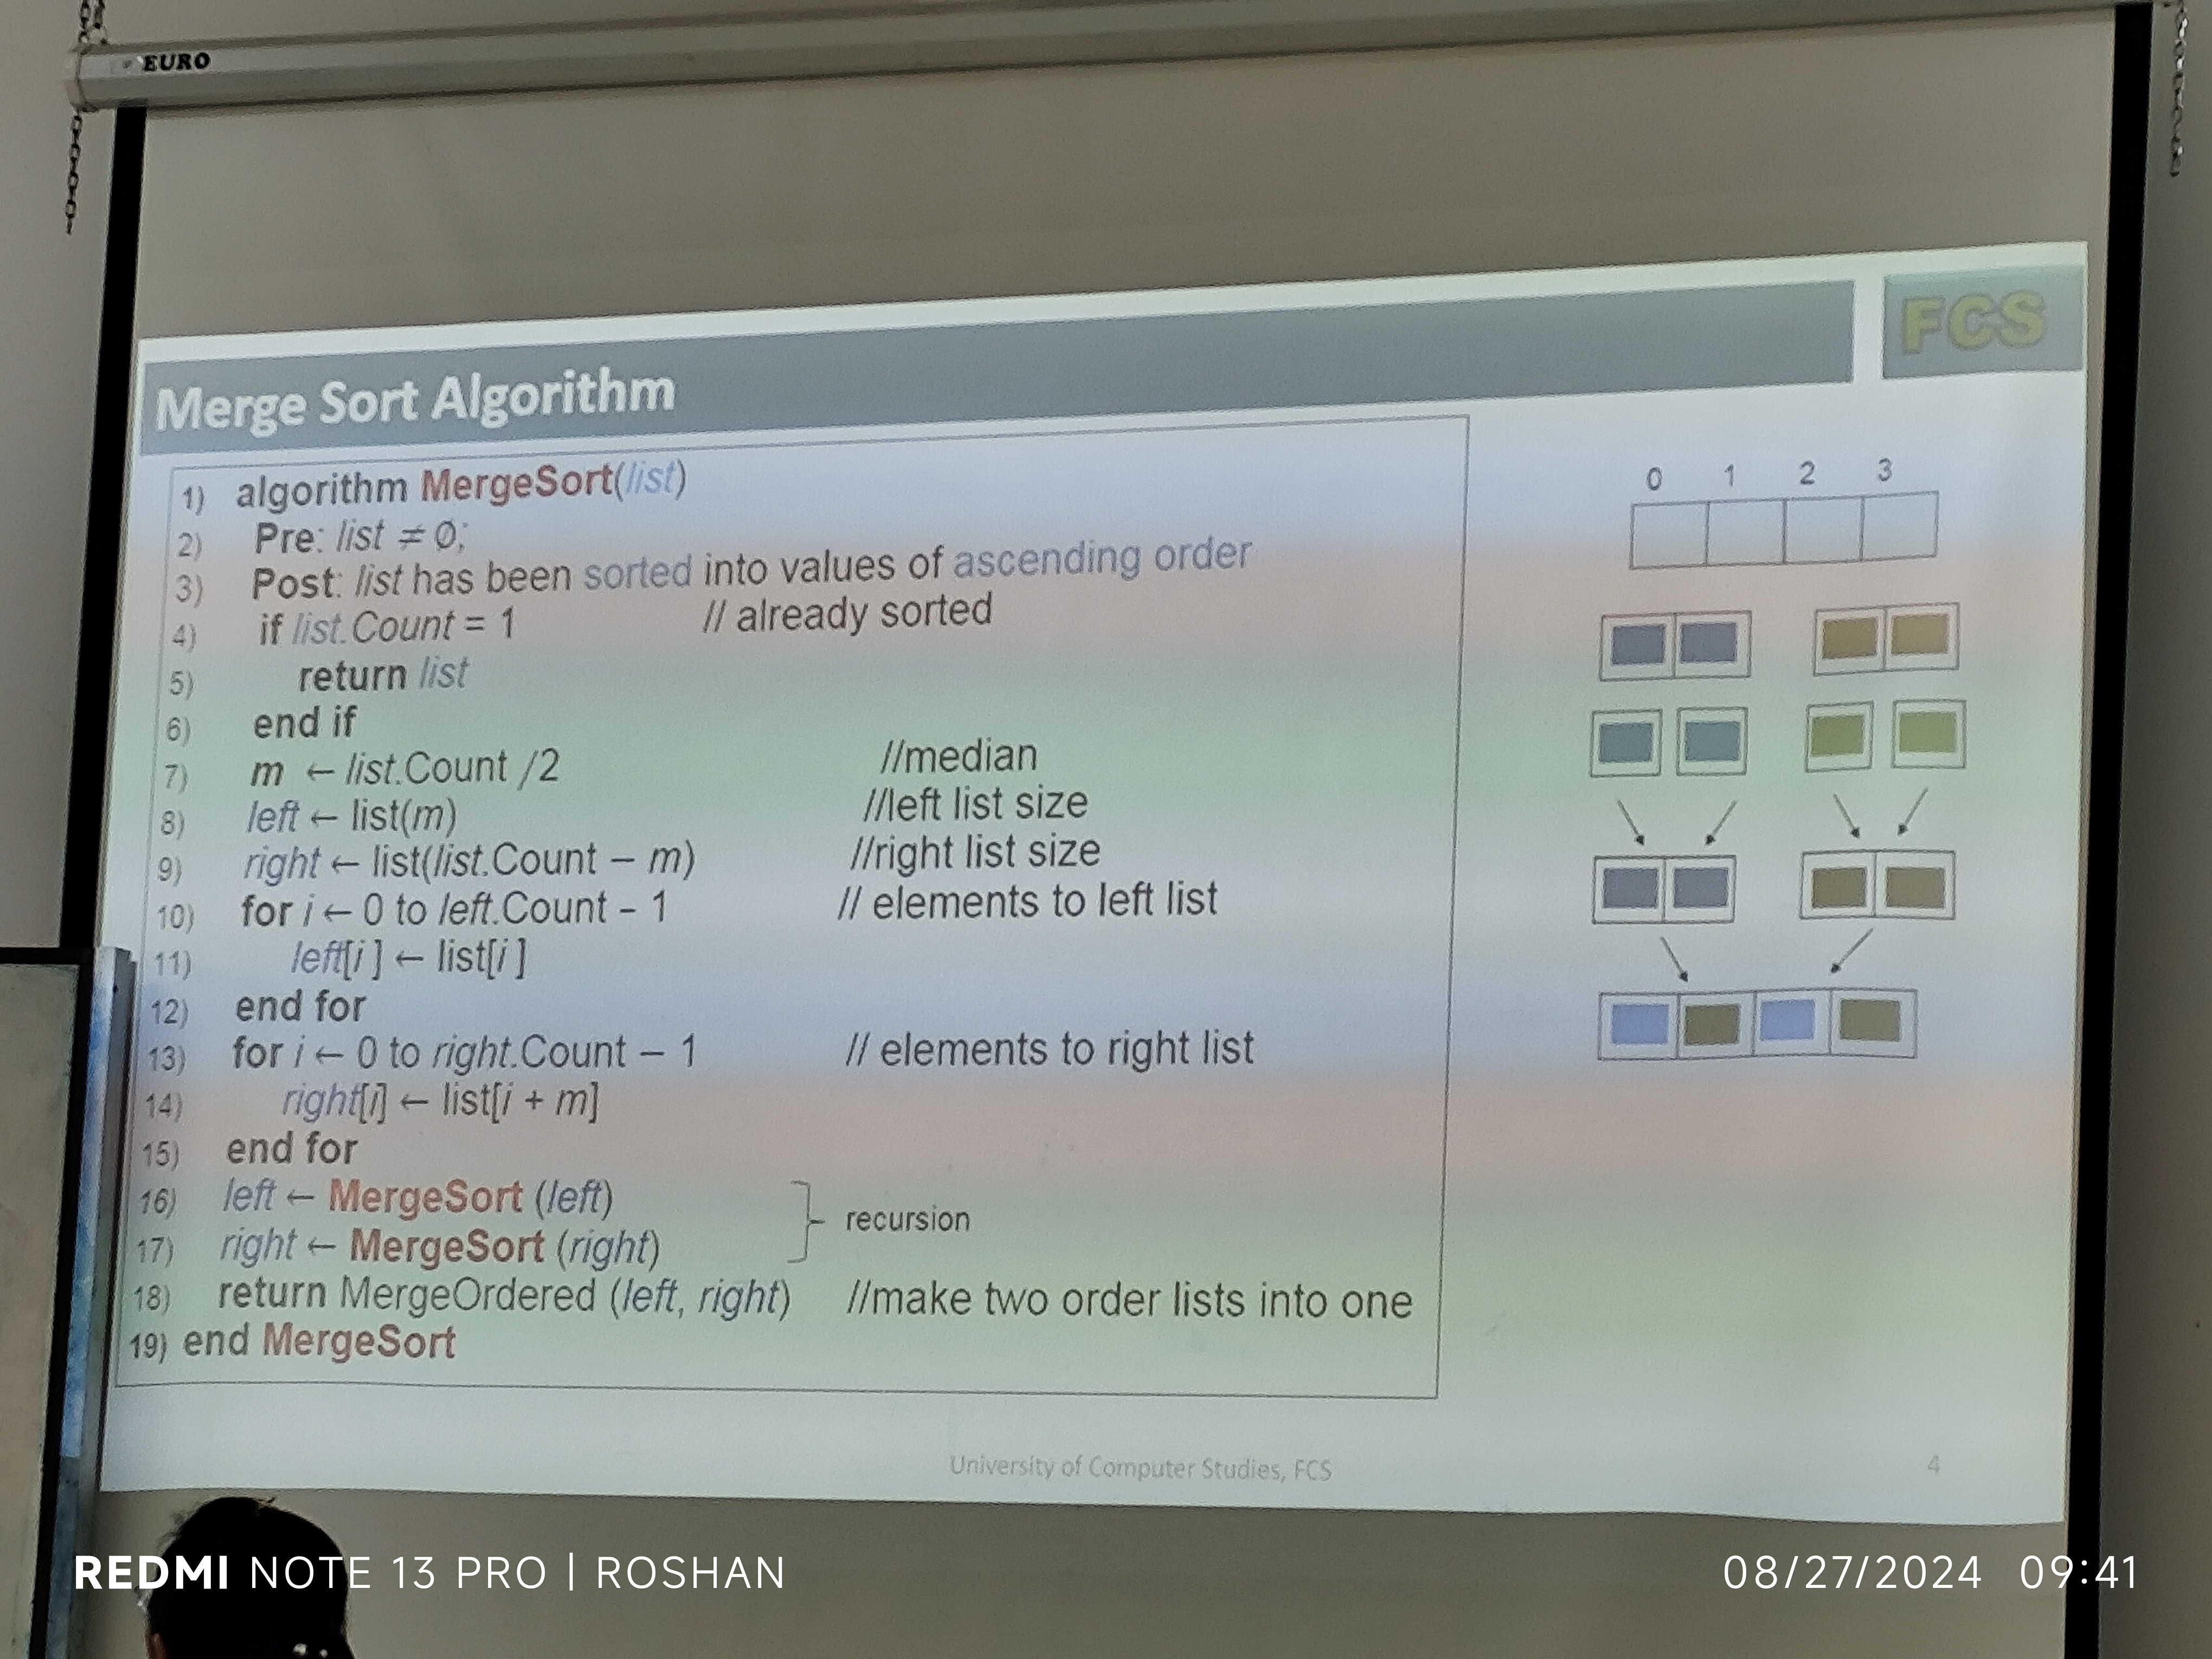 EURO
FCS
Merge Sort Algorithm
1) algorithm MergeSort(list)
2) Pre: list ≠ Ø;
3) Post: list has been sorted into values of ascending order
4) if list.Count = 1 // already sorted
5) return list
6) end if
7) m ← list.Count /2 //median
8) left ← list(m) //left list size
9) right ← list(list.Count – m) //right list size
10) for i ← 0 to left.Count - 1 // elements to left list
11) left[i ] ← list[i ]
12) end for
13) for i ← 0 to right.Count – 1 // elements to right list
14) right[i] ← list[i + m]
15) end for
16) left ← MergeSort (left)
17) right ← MergeSort (right)
recursion
18) return MergeOrdered (left, right) //make two order lists into one
19) end MergeSort
0 1 2 3
University of Computer Studies, FCS
4
REDMI NOTE 13 PRO | ROSHAN
08/27/2024 09:41